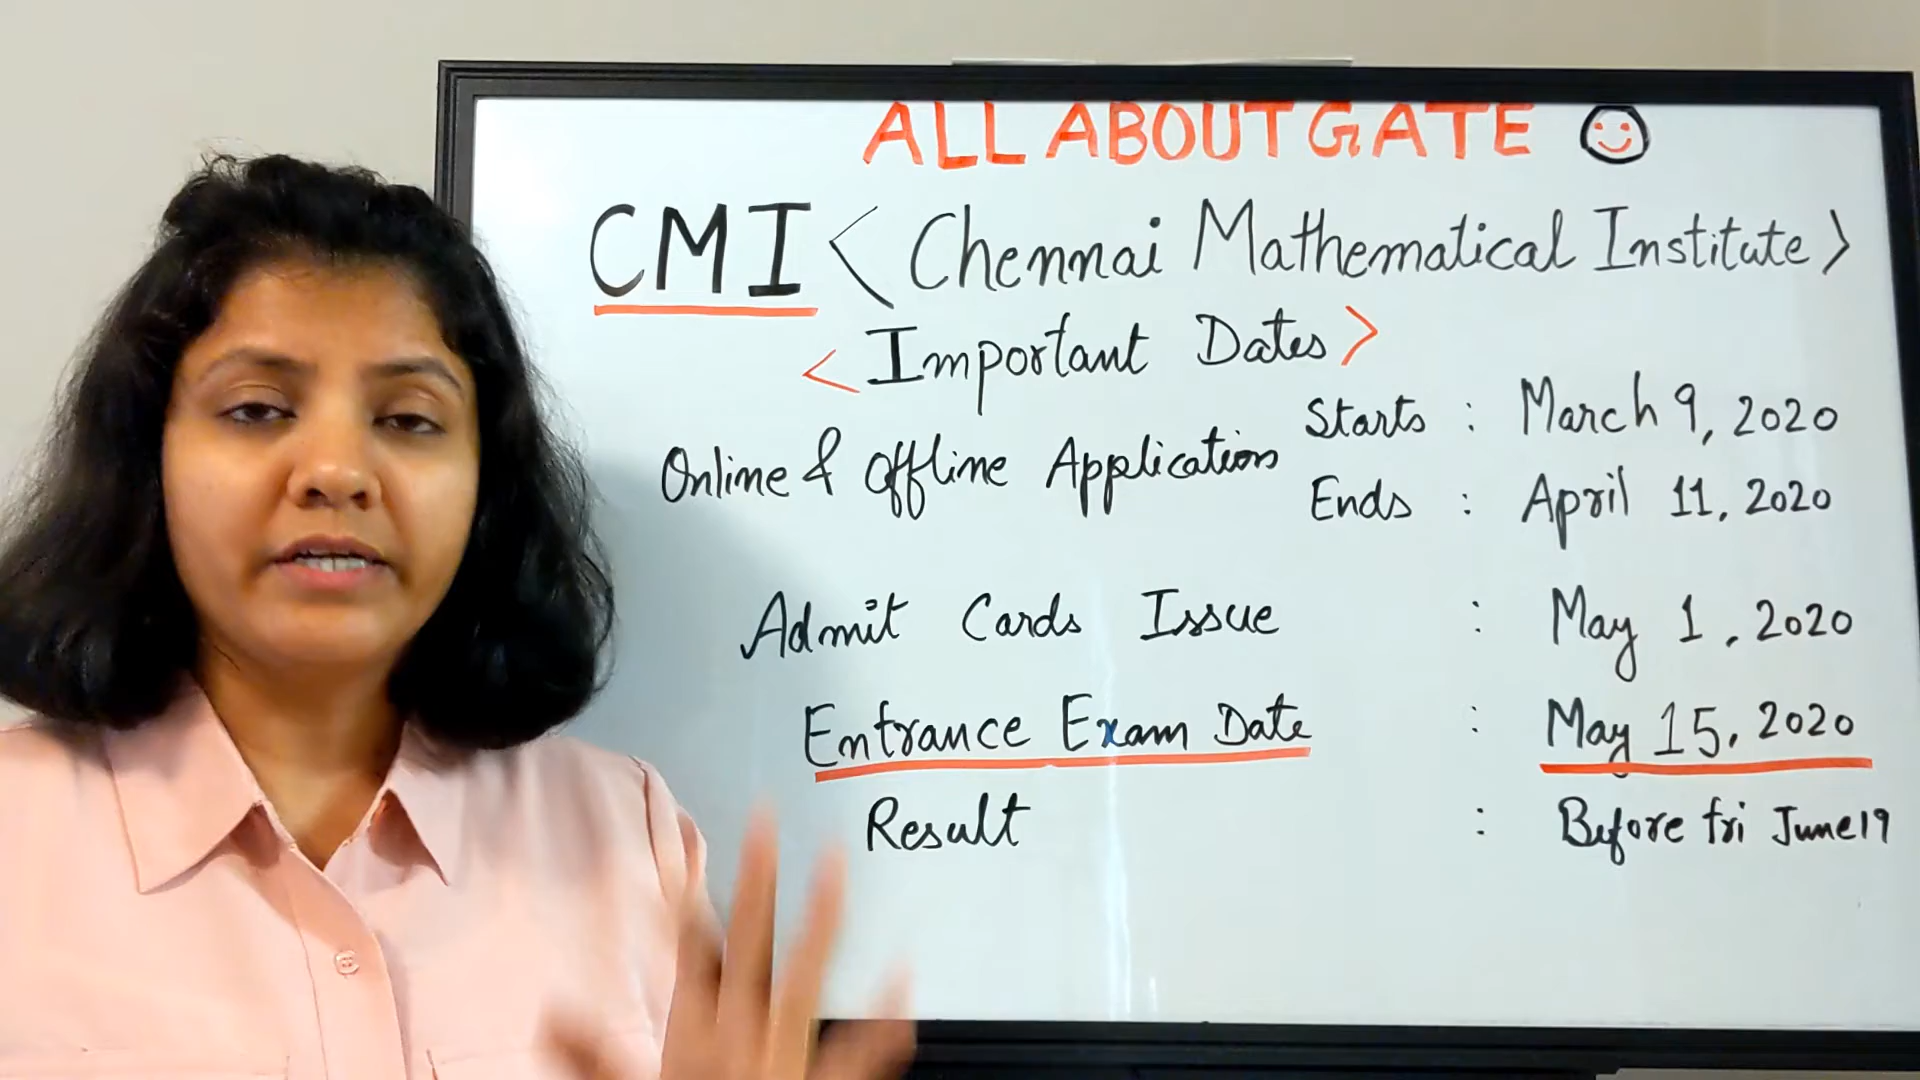 ALL ABOUT GATE
CMI < Chennai Mathematical Institute >
< Important Dates >
Online & Offline Applications Starts : March 9, 2020
Ends : April 11, 2020
Admit Cards Issue : May 1, 2020
Entrance Exam Date : May 15, 2020
Result : Before fri June 19